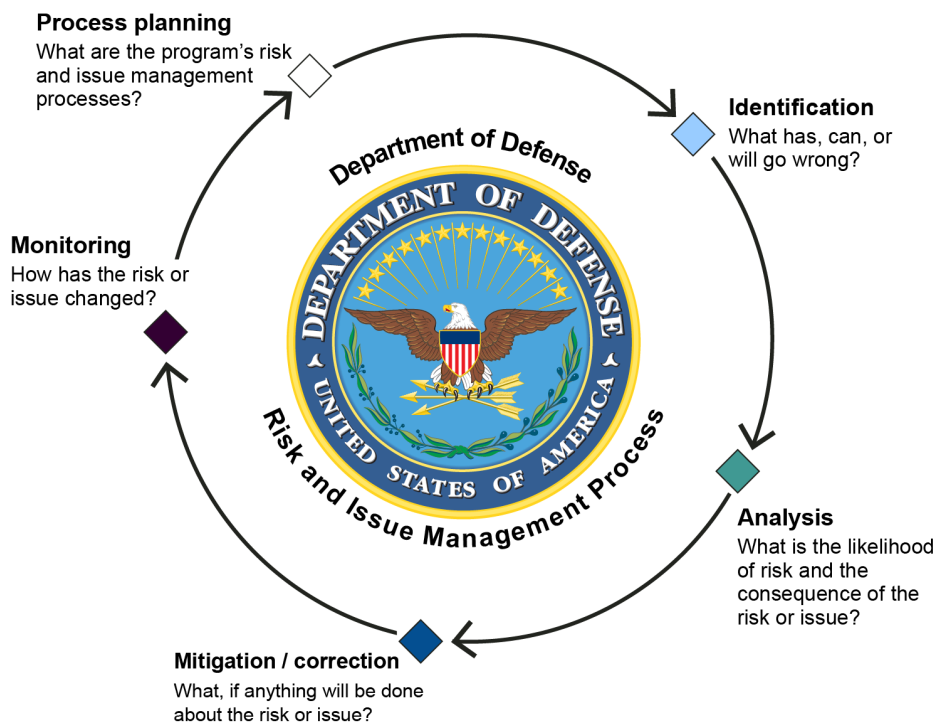 Process planning
What are the program’s risk
and issue management
processes?
Identification
What has, can, or
will go wrong?
Department of Defense
DEPARTMENT OF DEFENSE
UNITED STATES OF AMERICA
Risk and Issue Management Process
Monitoring
How has the risk or
issue changed?
Analysis
What is the likelihood
of risk and the
consequence of the
risk or issue?
Mitigation / correction
What, if anything will be done
about the risk or issue?